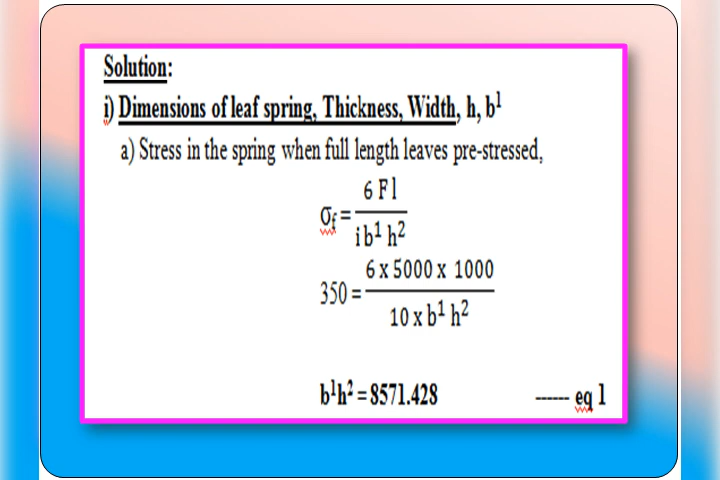 Solution:
i) Dimensions of leaf spring, Thickness, Width, h, b¹
a) Stress in the spring when full length leaves pre-stressed,
σf = 6 F l / i b¹ h²
350 = 6 x 5000 x 1000 / 10 x b¹ h²
b¹h² = 8571.428 ------ eq 1